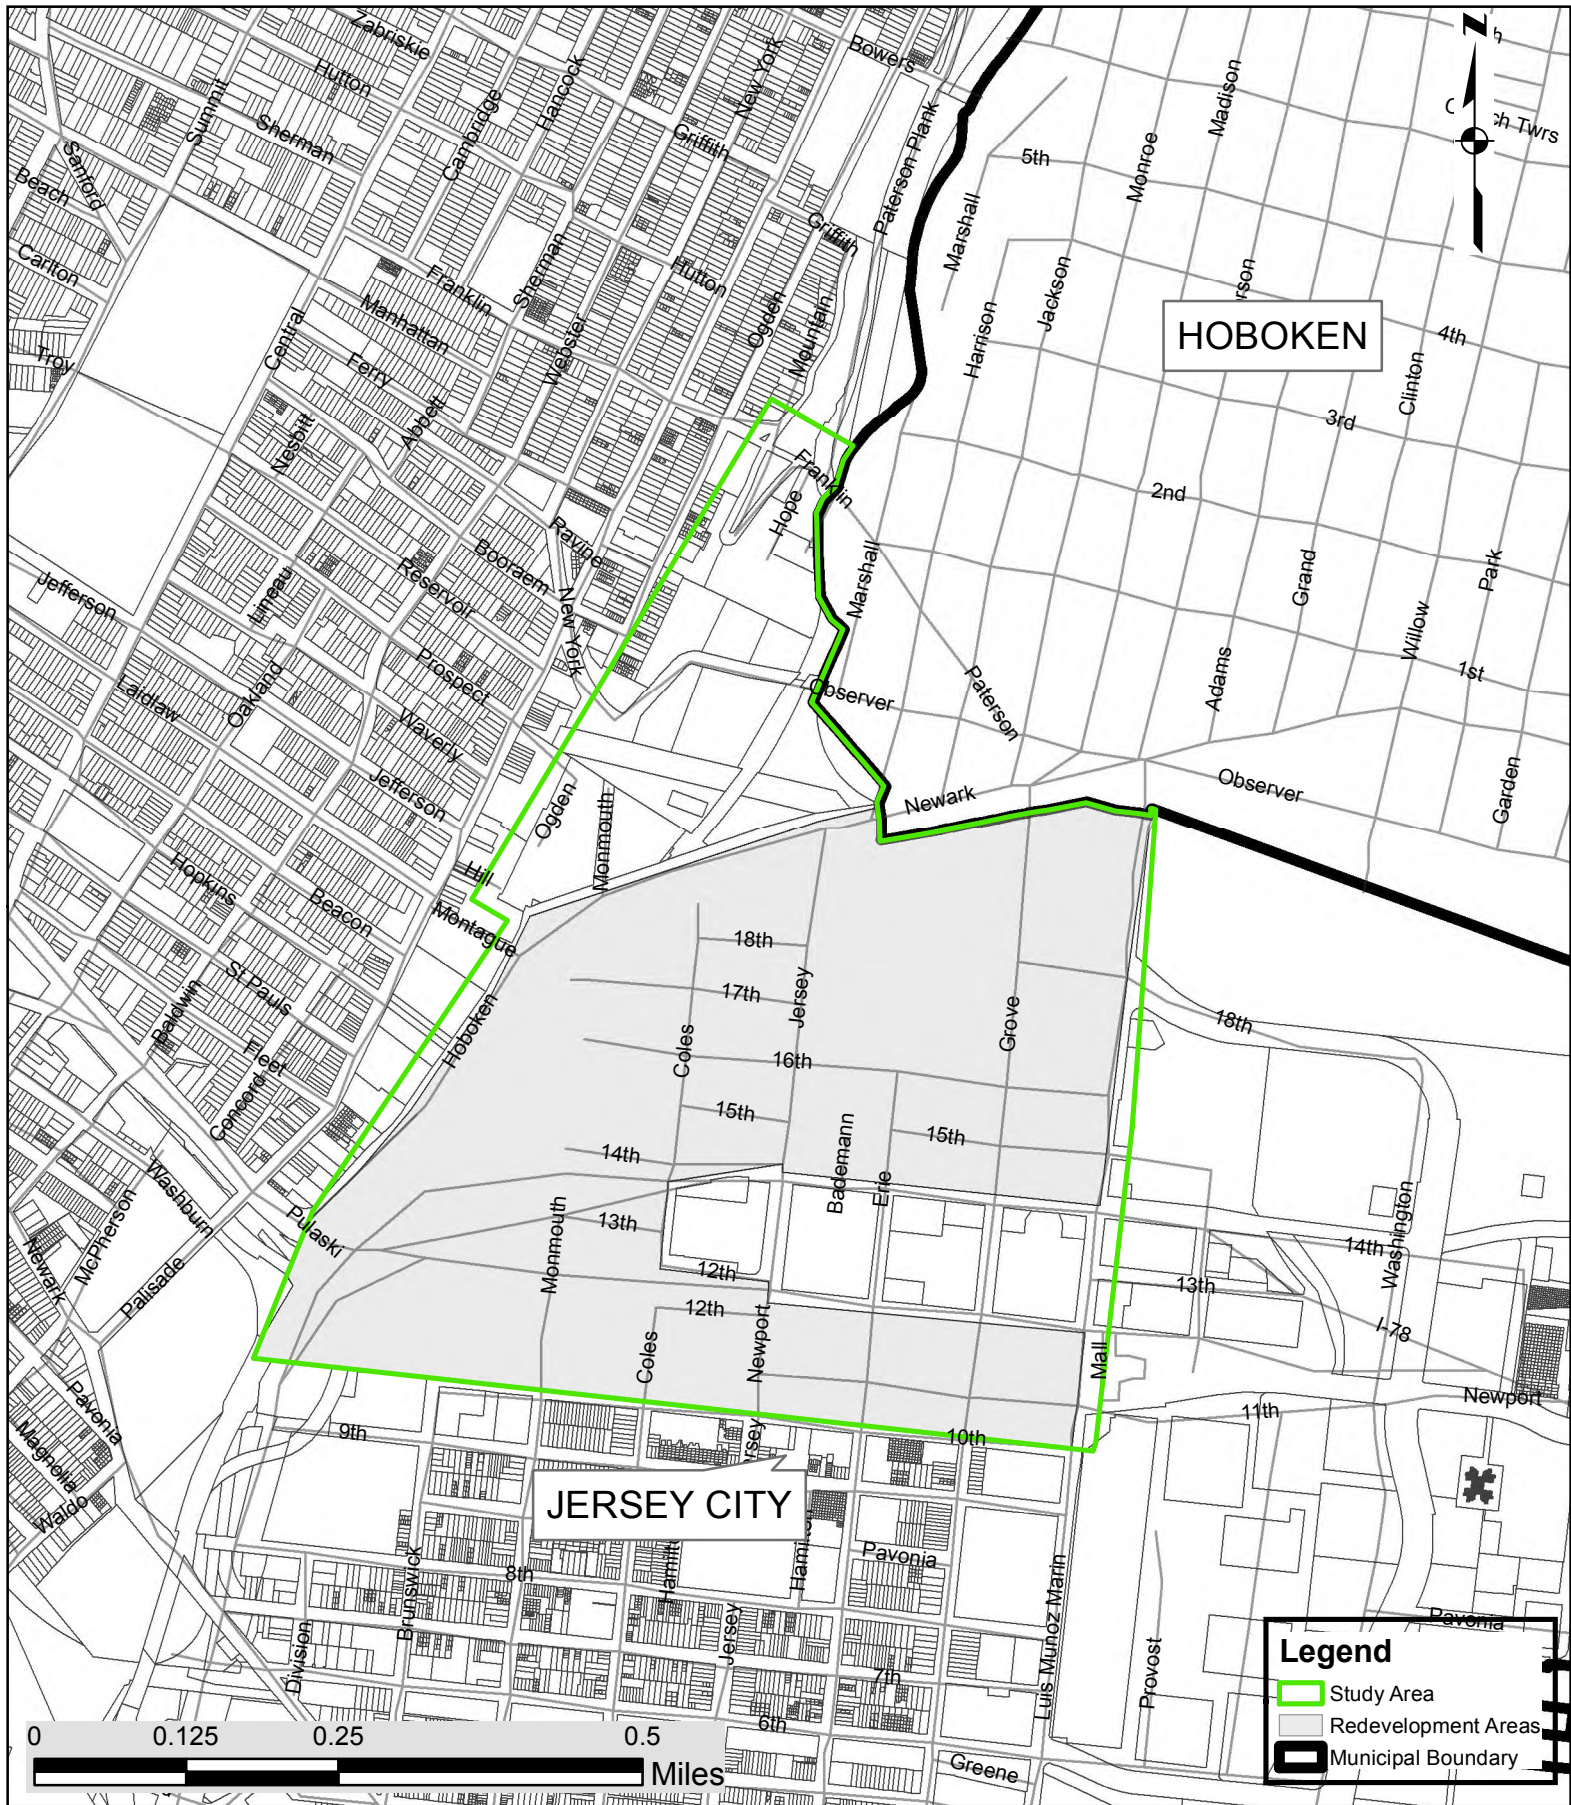 Zabriskie
Hutton
Sherman
Summit
Cambridge
Hancock
New York
Bowers
Griffith
Paterson Plank
Sanford
Beach
Carlton
Troy
Central
Franklin
Manhattan
Ferry
Sherman
Webster
Hutton
Griffith
Ogden
Mountain
Marshall
5th
Monroe
Madison
ch Twrs
Harrison
Jackson
erson
HOBOKEN
4th
Clinton
3rd
2nd
Nesbitt
Abbett
Franklin
Hope
Ravine
Booraem
Reservoir
New York
Lineau
Jefferson
Prospect
Oakland
Laidlaw
Waverly
Jefferson
Marshall
Grand
Park
Willow
1st
Adams
Paterson
Observer
Observer
Garden
Newark
Ogden
Monmouth
Hill
Montague
Hopkins
Beacon
St Pauls
Baldwin
Fleet
Concord
Hoboken
18th
17th
Jersey
Coles
16th
15th
14th
Grove
18th
Bademann
15th
Erie
Washburn
McPherson
Newark
Palisade
Pulaski
Monmouth
13th
12th
12th
Newport
Coles
Mall
14th
Washington
13th
I-78
Newport
11th
Pavonia
Magnolia
Waldo
9th
ersey
10th
JERSEY CITY
Hamilt
Hamilton
Pavonia
8th
Brunswick
Division
Jersey
7th
Luis Munoz Marin
Provost
Pavonia
6th
Greene
Legend
Study Area
Redevelopment Areas
Municipal Boundary
0 0.125 0.25 0.5
Miles